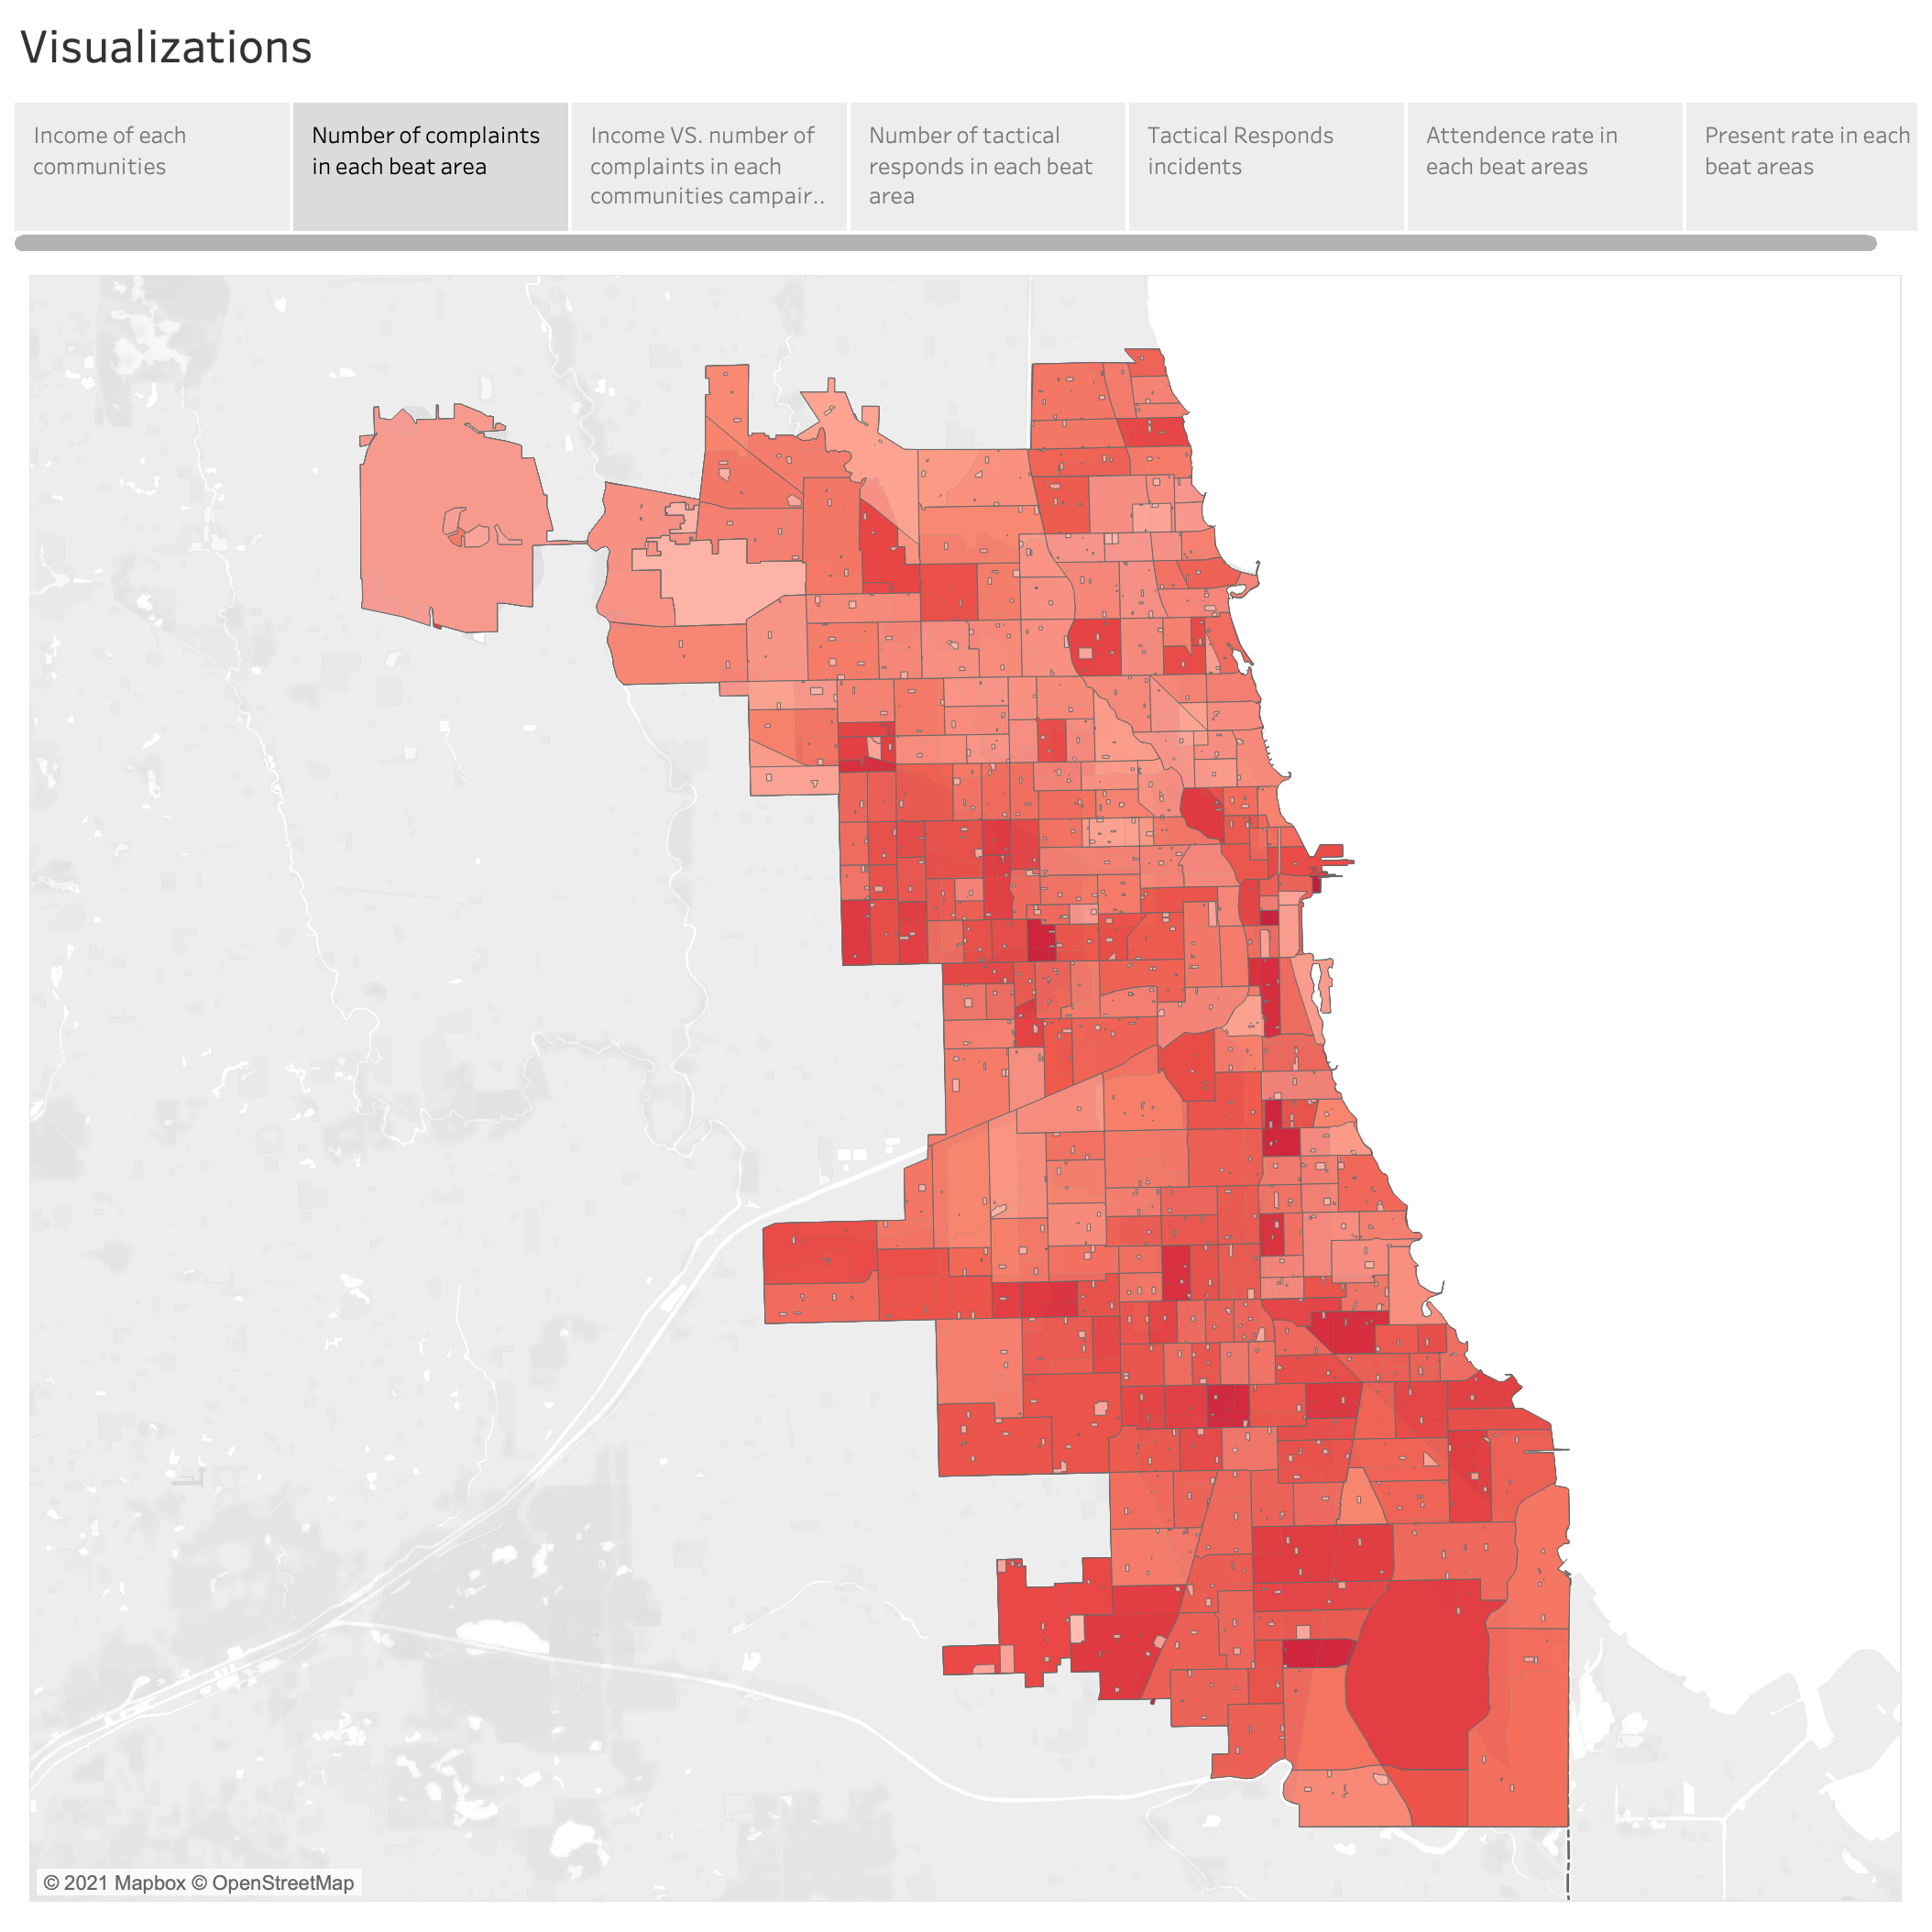 Visualizations
Income of each
communities
Number of complaints
in each beat area
Income VS. number of
complaints in each
communities campair..
Number of tactical
responds in each beat
area
Tactical Responds
incidents
Attendence rate in
each beat areas
Present rate in each
beat areas
© 2021 Mapbox © OpenStreetMap